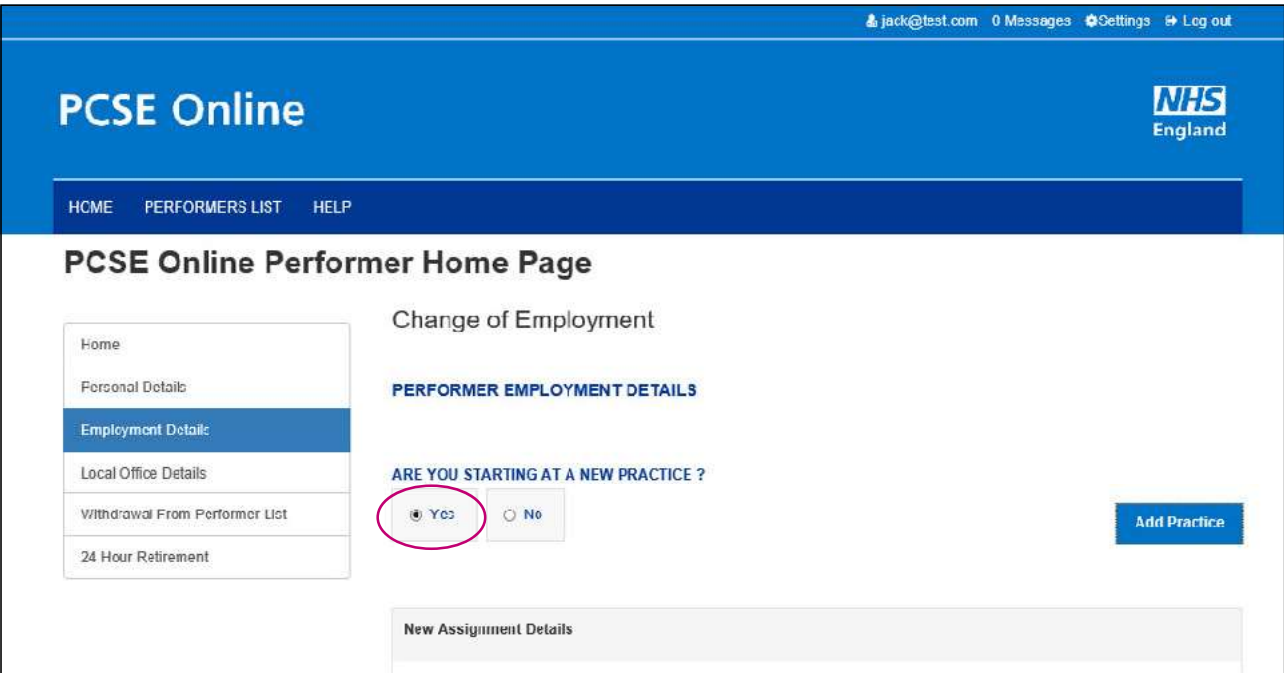 jack@test.com 0 Messages Settings Log out
PCSE Online
NHS
England
HOME PERFORMERS LIST HELP
PCSE Online Performer Home Page
Home
Personal Details
Employment Details
Local Office Details
Withdrawal From Performer List
24 Hour Retirement
Change of Employment
PERFORMER EMPLOYMENT DETAILS
ARE YOU STARTING AT A NEW PRACTICE ?
Yes No
Add Practice
New Assignment Details